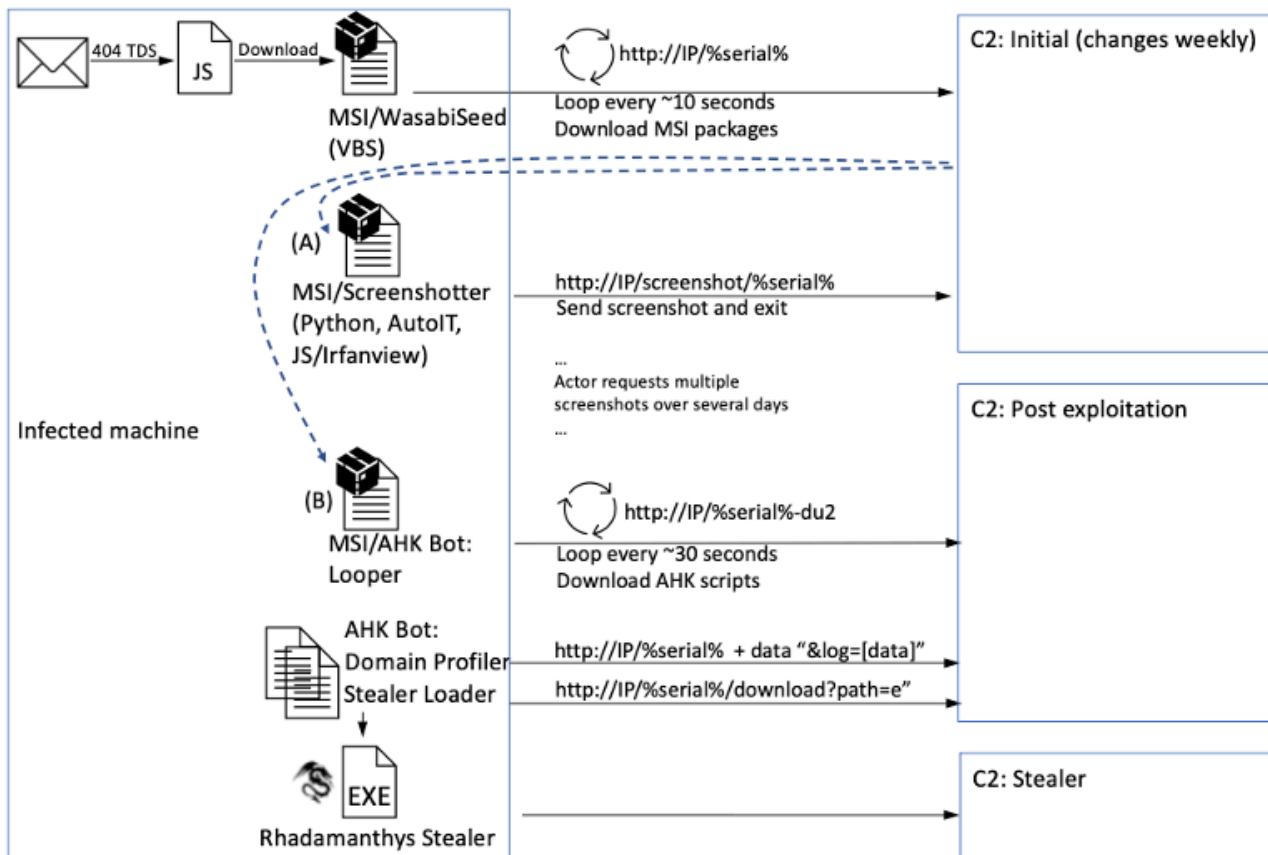 404 TDS
JS
Download
MSI/WasabiSeed
(VBS)
http://IP/%serial%
Loop every ~10 seconds
Download MSI packages
C2: Initial (changes weekly)
(A)
MSI/Screenshotter
(Python, AutoIT,
JS/Irfanview)
http://IP/screenshot/%serial%
Send screenshot and exit
...
Actor requests multiple
screenshots over several days
...
Infected machine
C2: Post exploitation
(B)
MSI/AHK Bot:
Looper
http://IP/%serial%-du2
Loop every ~30 seconds
Download AHK scripts
AHK Bot:
Domain Profiler
Stealer Loader
http://IP/%serial% + data “&log=[data]”
http://IP/%serial%/download?path=e”
EXE
Rhadamanthys Stealer
C2: Stealer